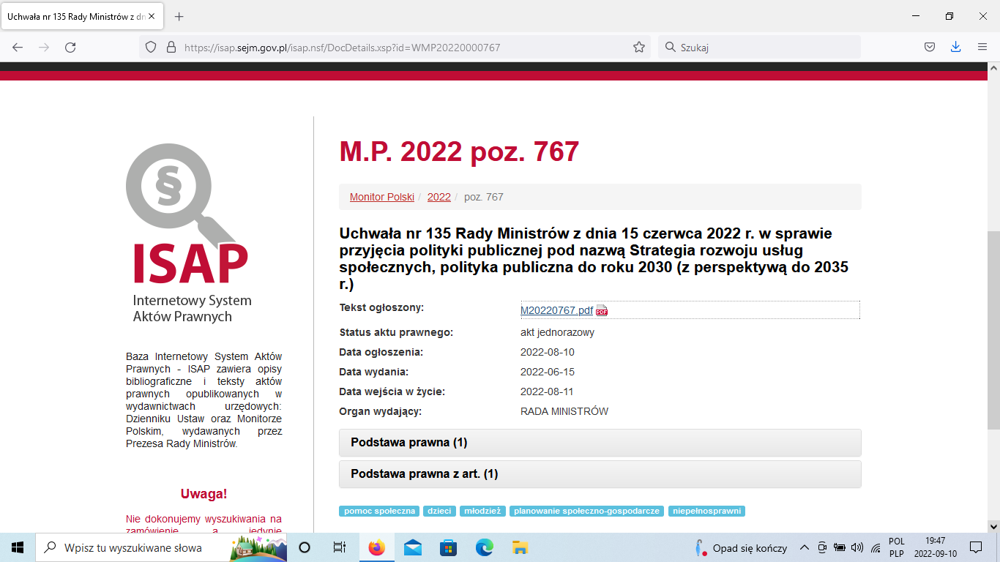 Uchwała nr 135 Rady Ministrów z dn
https://isap.sejm.gov.pl/isap.nsf/DocDetails.xsp?id=WMP20220000767
Szukaj
§
ISAP
Internetowy System
Aktów Prawnych
Baza Internetowy System Aktów
Prawnych - ISAP zawiera opisy
bibliograficzne i teksty aktów
prawnych opublikowanych w
wydawnictwach urzędowych:
Dzienniku Ustaw oraz Monitorze
Polskim, wydawanych przez
Prezesa Rady Ministrów.
Uwaga!
Nie dokonujemy wyszukiwania na
zamówienie, a jedynie
M.P. 2022 poz. 767
Monitor Polski / 2022 / poz. 767
Uchwała nr 135 Rady Ministrów z dnia 15 czerwca 2022 r. w sprawie
przyjęcia polityki publicznej pod nazwą Strategia rozwoju usług
społecznych, polityka publiczna do roku 2030 (z perspektywą do 2035
r.)
Tekst ogłoszony: M20220767.pdf PDF
Status aktu prawnego: akt jednorazowy
Data ogłoszenia: 2022-08-10
Data wydania: 2022-06-15
Data wejścia w życie: 2022-08-11
Organ wydający: RADA MINISTRÓW
Podstawa prawna (1)
Podstawa prawna z art. (1)
pomoc społeczna dzieci młodzież planowanie społeczno-gospodarcze niepełnosprawni
Wpisz tu wyszukiwane słowa
Opad się kończy
POL
PLP
19:47
2022-09-10